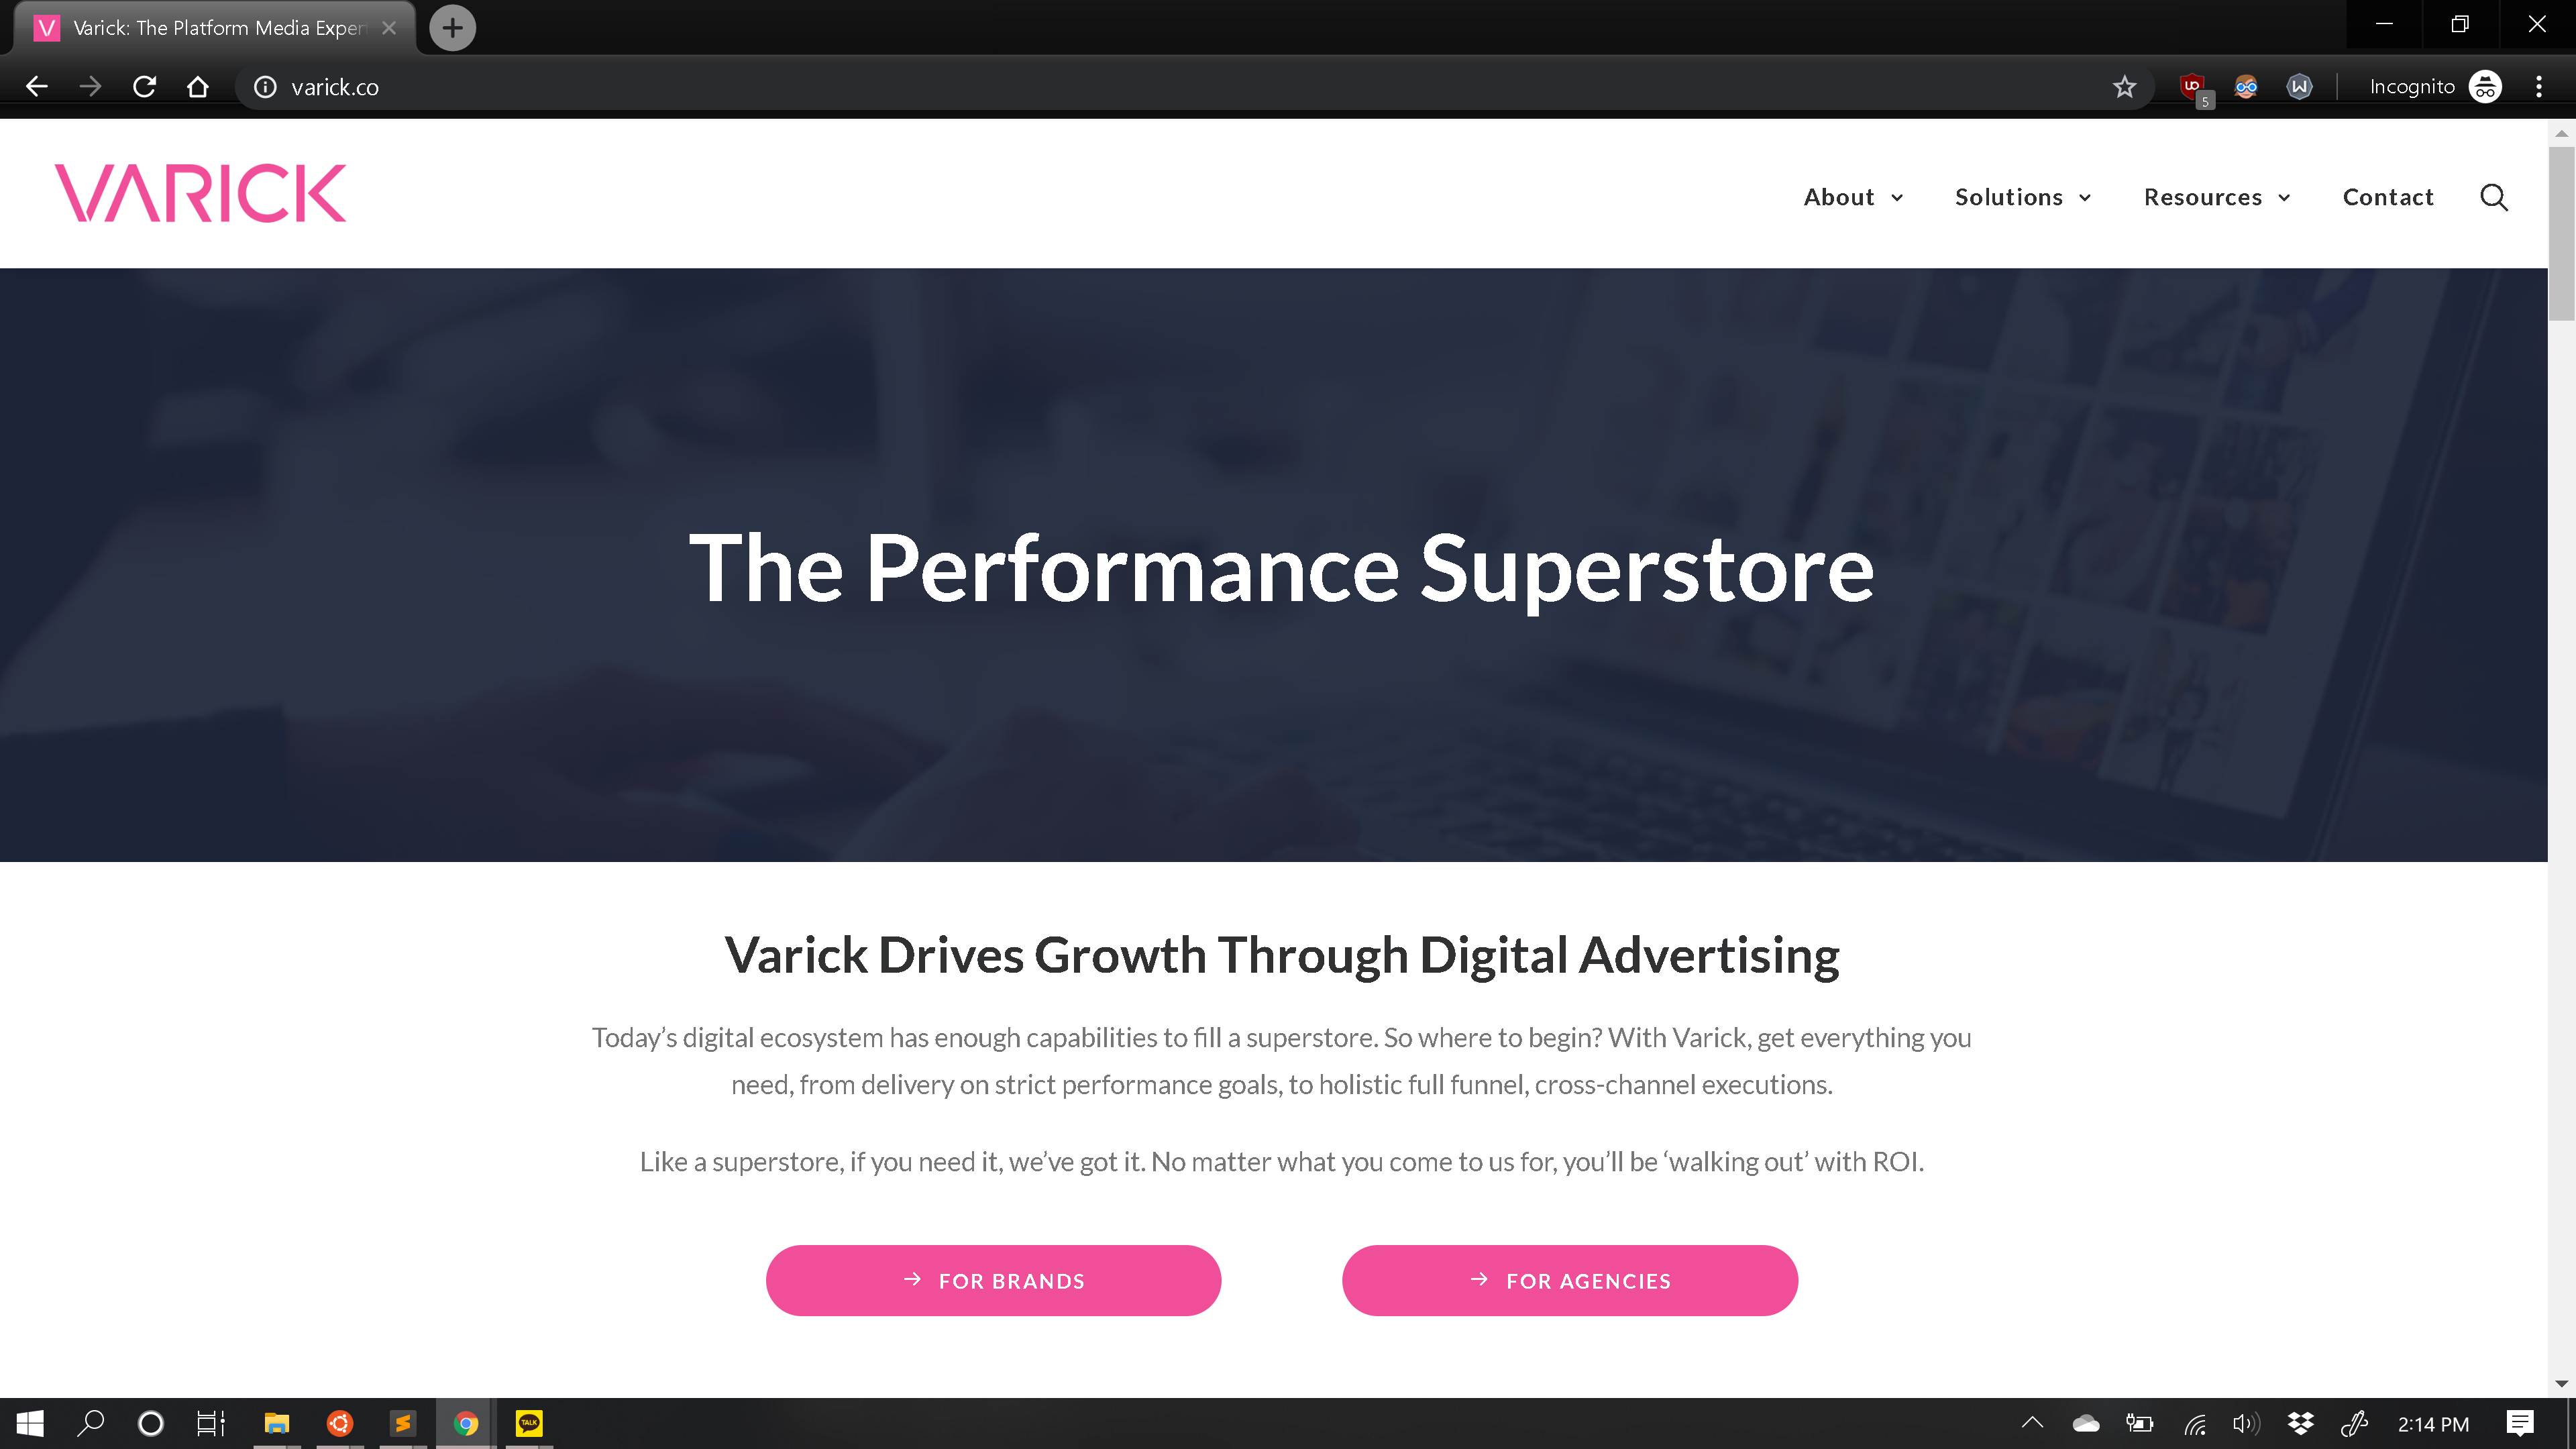 Varick: The Platform Media Exper
varick.co
5
Incognito
VARICK
About
Solutions
Resources
Contact
The Performance Superstore
Varick Drives Growth Through Digital Advertising
Today’s digital ecosystem has enough capabilities to fill a superstore. So where to begin? With Varick, get everything you
need, from delivery on strict performance goals, to holistic full funnel, cross-channel executions.
Like a superstore, if you need it, we’ve got it. No matter what you come to us for, you’ll be ‘walking out’ with ROI.
FOR BRANDS
FOR AGENCIES
TALK
2:14 PM